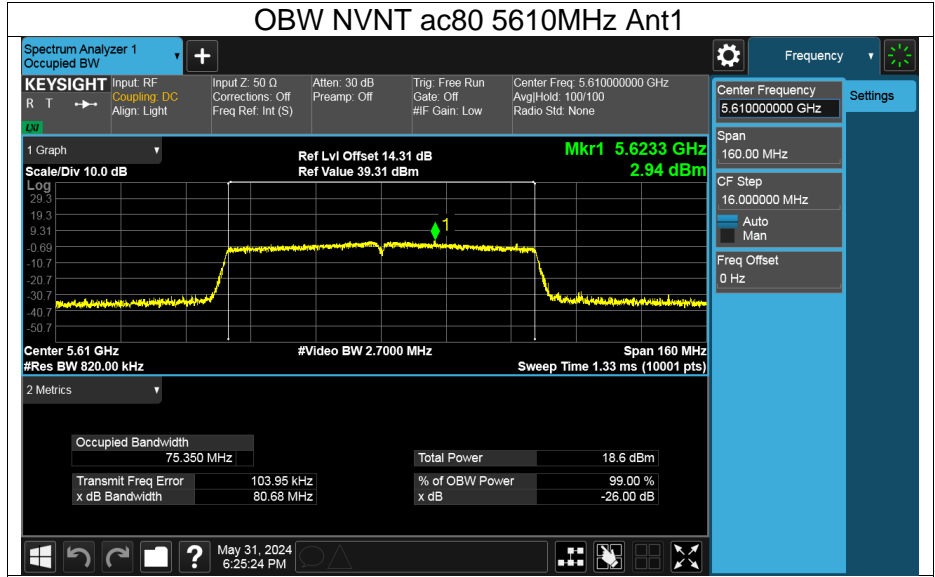 OBW NVNT ac80 5610MHz Ant1
Spectrum Analyzer 1
Occupied BW
+
Frequency
KEYSIGHT
R T
LXI
Input: RF
Coupling: DC
Align: Light
Input Z: 50 Ω
Corrections: Off
Freq Ref: Int (S)
Atten: 30 dB
Preamp: Off
Trig: Free Run
Gate: Off
#IF Gain: Low
Center Freq: 5.610000000 GHz
Avg|Hold: 100/100
Radio Std: None
Center Frequency
5.610000000 GHz
Settings
Span
160.00 MHz
CF Step
16.000000 MHz
Auto
Man
Freq Offset
0 Hz
1 Graph
Ref Lvl Offset 14.31 dB
Mkr1 5.6233 GHz
Scale/Div 10.0 dB
Ref Value 39.31 dBm
2.94 dBm
Log
29.3
19.3
9.31
-0.69
-10.7
-20.7
-30.7
-40.7
-50.7
1
Center 5.61 GHz
#Video BW 2.7000 MHz
Span 160 MHz
#Res BW 820.00 kHz
Sweep Time 1.33 ms (10001 pts)
2 Metrics
Occupied Bandwidth
75.350 MHz
Total Power 18.6 dBm
Transmit Freq Error 103.95 kHz
% of OBW Power 99.00 %
x dB Bandwidth 80.68 MHz
x dB -26.00 dB
?
May 31, 2024
6:25:24 PM